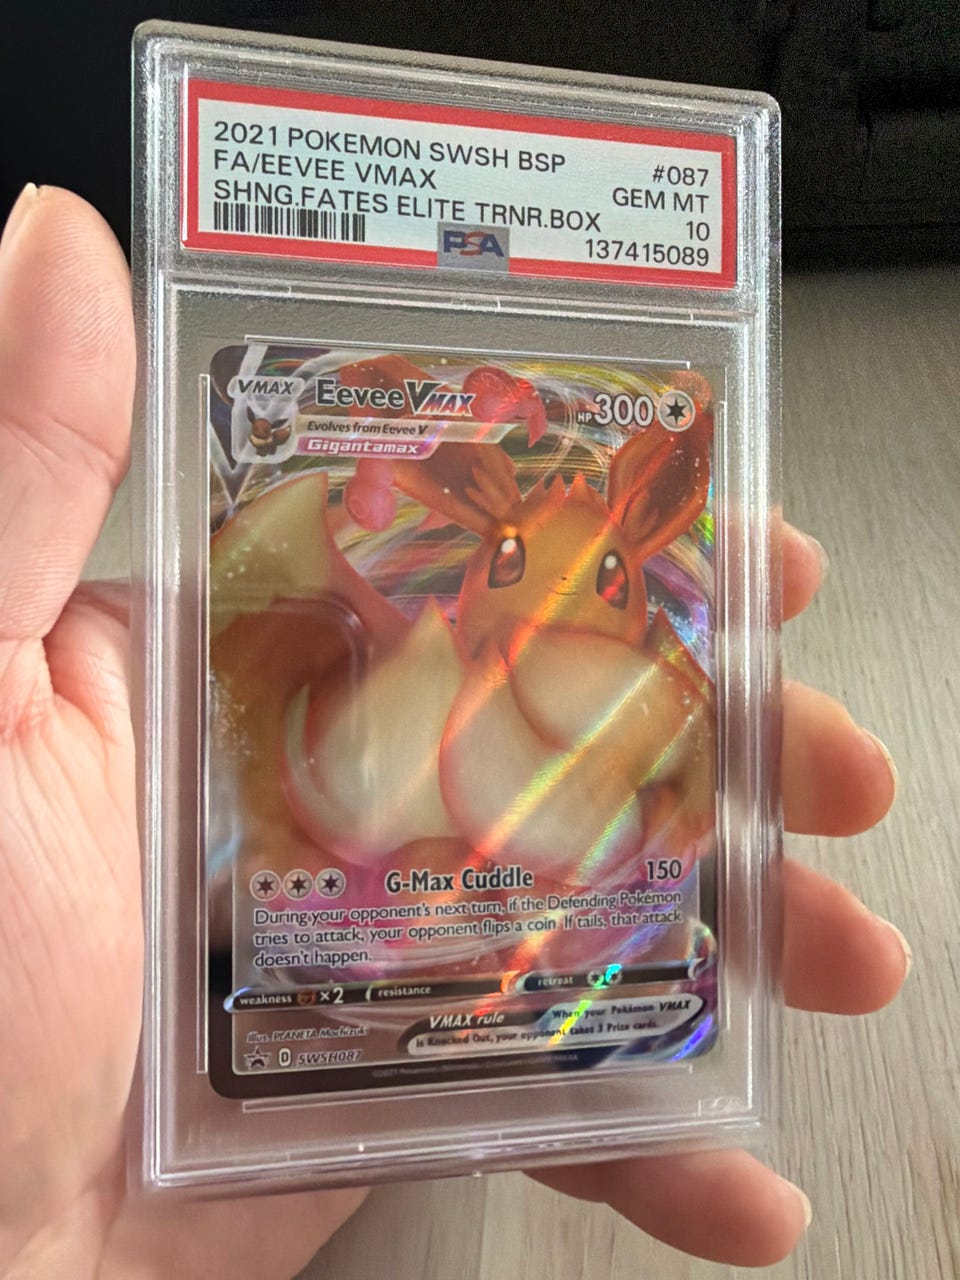 2021 POKEMON SWSH BSP #087
FA/EEVEE VMAX GEM MT
SHNG.FATES ELITE TRNR.BOX 10
PSA 137415089
VMAX Eevee VMAX HP 300
Evolves from Eevee V
Gigantamax
G-Max Cuddle 150
During your opponent's next turn, if the Defending Pokémon
tries to attack, your opponent flips a coin. If tails, that attack
doesn't happen.
weakness ×2 resistance retreat
VMAX rule When your Pokémon VMAX
is Knocked Out, your opponent takes 3 Prize cards.
Illus. PLANETA Mochizuki
D SWSH087
©2021 Pokémon